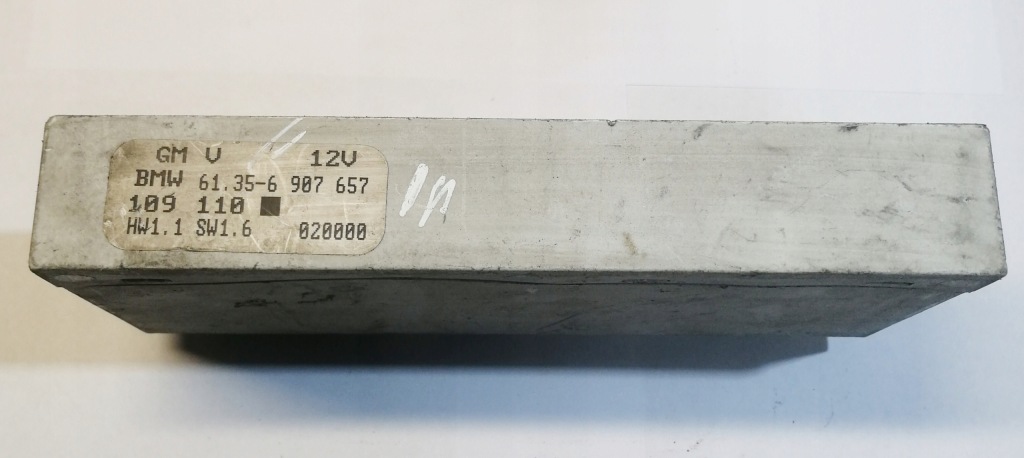 GM V 12V
BMW 61.35-6 907 657
109 110
HW1.1 SW1.6 020000